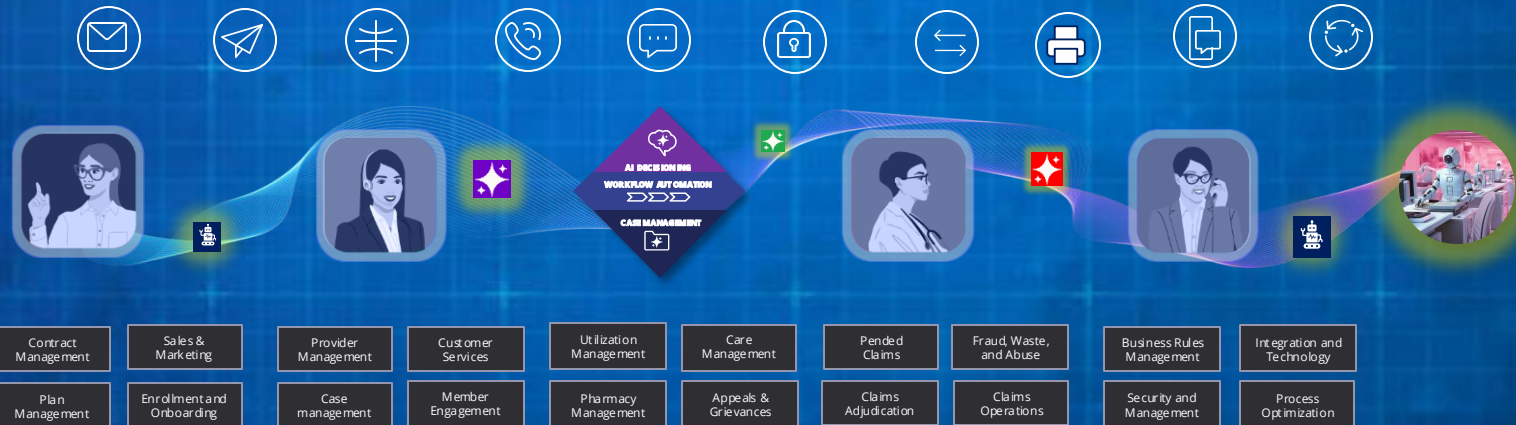 AI DECISIONING
WORKFLOW AUTOMATION
CASE MANAGEMENT
Contract
Management
Sales &
Marketing
Provider
Management
Customer
Services
Utilization
Management
Care
Management
Pended
Claims
Fraud, Waste,
and Abuse
Business Rules
Management
Integration and
Technology
Plan
Management
Enrollment and
Onboarding
Case
management
Member
Engagement
Pharmacy
Management
Appeals &
Grievances
Claims
Adjudication
Claims
Operations
Security and
Management
Process
Optimization